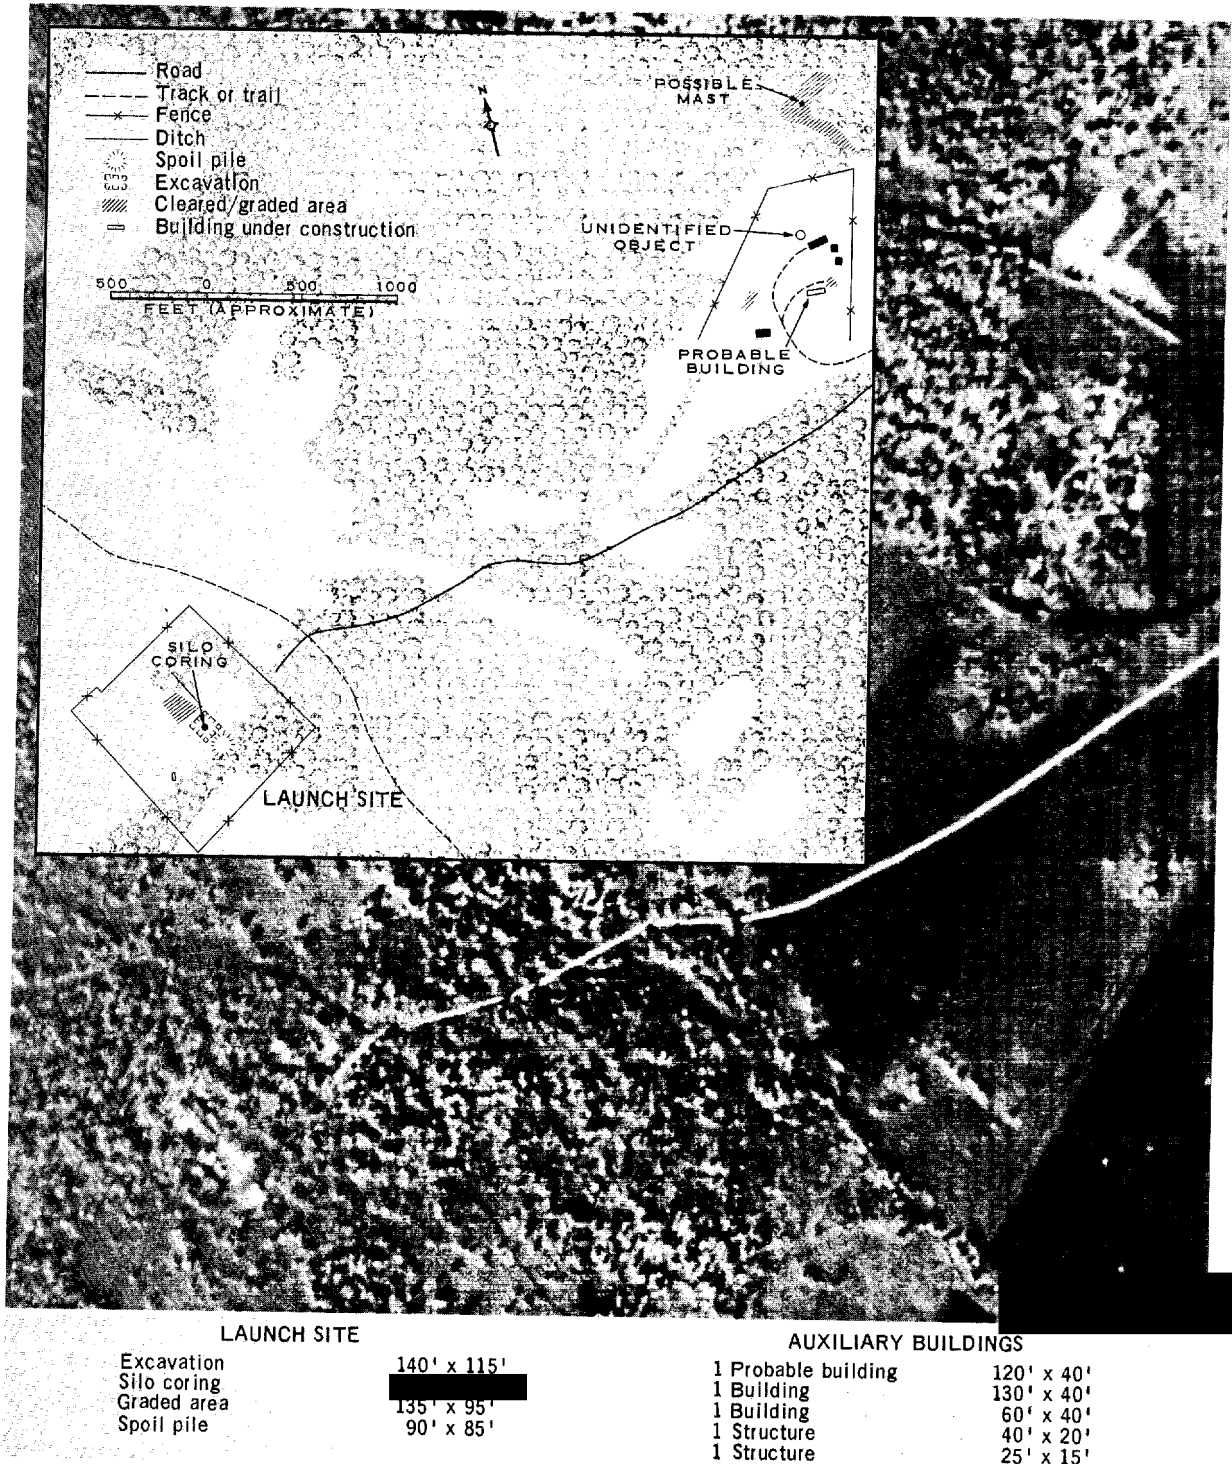 Road
Track or trail
Fence
Ditch
Spoil pile
Excavation
Cleared/graded area
Building under construction
500 0 500 1000
FEET (APPROXIMATE)
N
POSSIBLE
MAST
UNIDENTIFIED
OBJECT
PROBABLE
BUILDING
SILO
CORING
LAUNCH SITE
LAUNCH SITE
Excavation 140' x 115'
Silo coring
Graded area 135' x 95'
Spoil pile 90' x 85'
AUXILIARY BUILDINGS
1 Probable building 120' x 40'
1 Building 130' x 40'
1 Building 60' x 40'
1 Structure 40' x 20'
1 Structure 25' x 15'